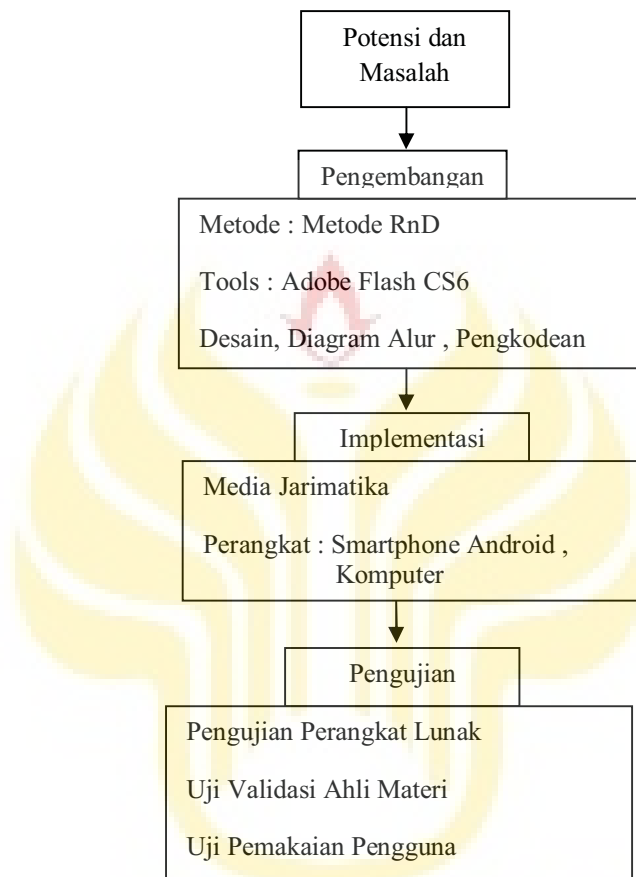 Potensi dan
Masalah
Pengembangan
Metode : Metode RnD
Tools : Adobe Flash CS6
Desain, Diagram Alur , Pengkodean
Implementasi
Media Jarimatika
Perangkat : Smartphone Android ,
Komputer
Pengujian
Pengujian Perangkat Lunak
Uji Validasi Ahli Materi
Uji Pemakaian Pengguna